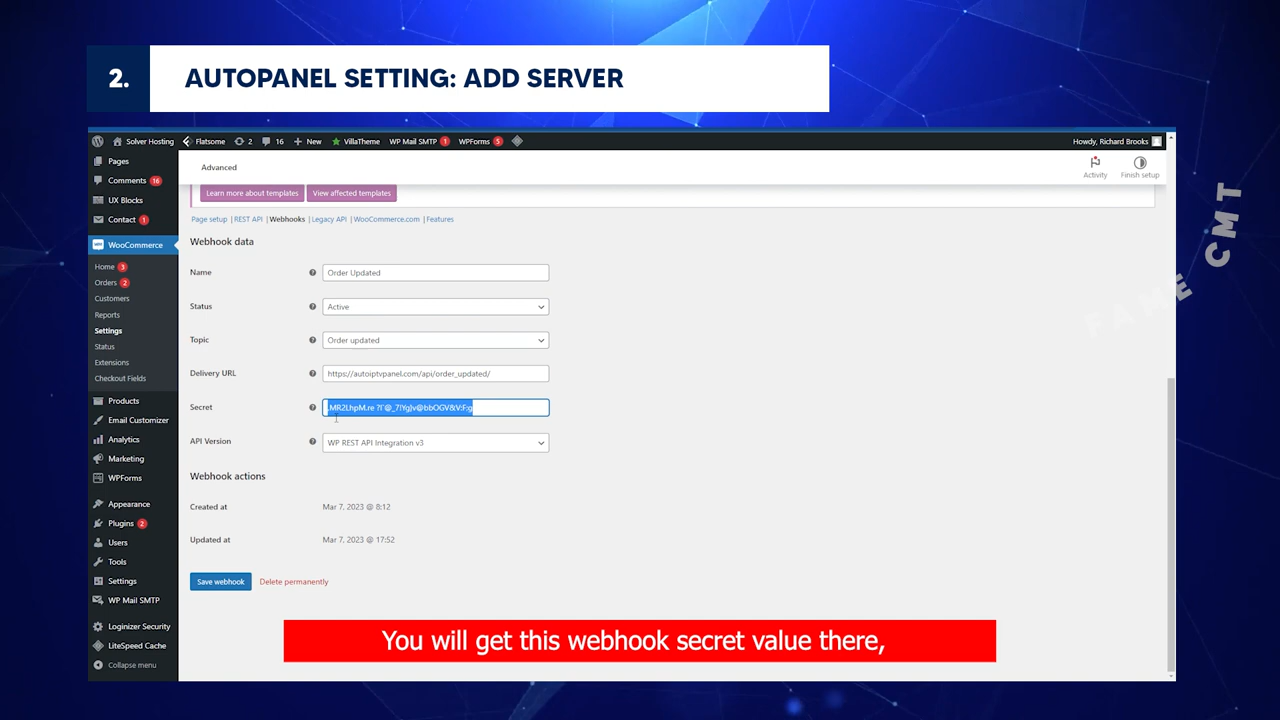 2. AUTOPANEL SETTING: ADD SERVER
Solver Hosting Flatsome 2 16 New VillaTheme WP Mail SMTP 1 WPForms 5 Howdy, Richard Brooks
Pages
Comments 16
UX Blocks
Contact 1
WooCommerce
Home 3
Orders 2
Customers
Reports
Settings
Status
Extensions
Checkout Fields
Products
Email Customizer
Analytics
Marketing
WPForms
Appearance
Plugins 2
Users
Tools
Settings
WP Mail SMTP
Loginizer Security
LiteSpeed Cache
Collapse menu
Advanced
Activity
Finish setup
Learn more about templates View affected templates
Page setup | REST API | Webhooks | Legacy API | WooCommerce.com | Features
Webhook data
Name Order Updated
Status Active
Topic Order updated
Delivery URL https://autoiptvpanel.com/api/order_updated/
Secret
API Version WP REST API Integration v3
Webhook actions
Created at Mar 7, 2023 @ 8:12
Updated at Mar 7, 2023 @ 17:52
Save webhook Delete permanently
FAME CMT
You will get this webhook secret value there,